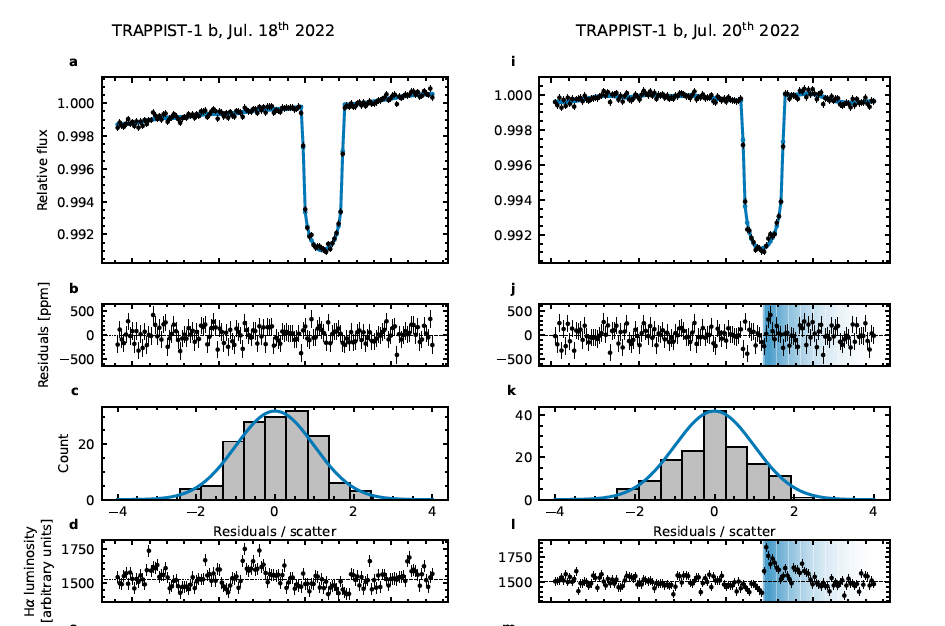 TRAPPIST-1 b, Jul. 18th 2022
TRAPPIST-1 b, Jul. 20th 2022
a
i
1.000
0.998
0.996
0.994
0.992
Relative flux
1.000
0.998
0.996
0.994
0.992
b
j
500
0
−500
Residuals [ppm]
500
0
−500
c
k
20
0
Count
−4 −2 0 2 4
40
20
0
−4 −2 0 2 4
Residuals / scatter
Residuals / scatter
d
l
1750
1500
Hα luminosity
[arbitrary units]
1750
1500